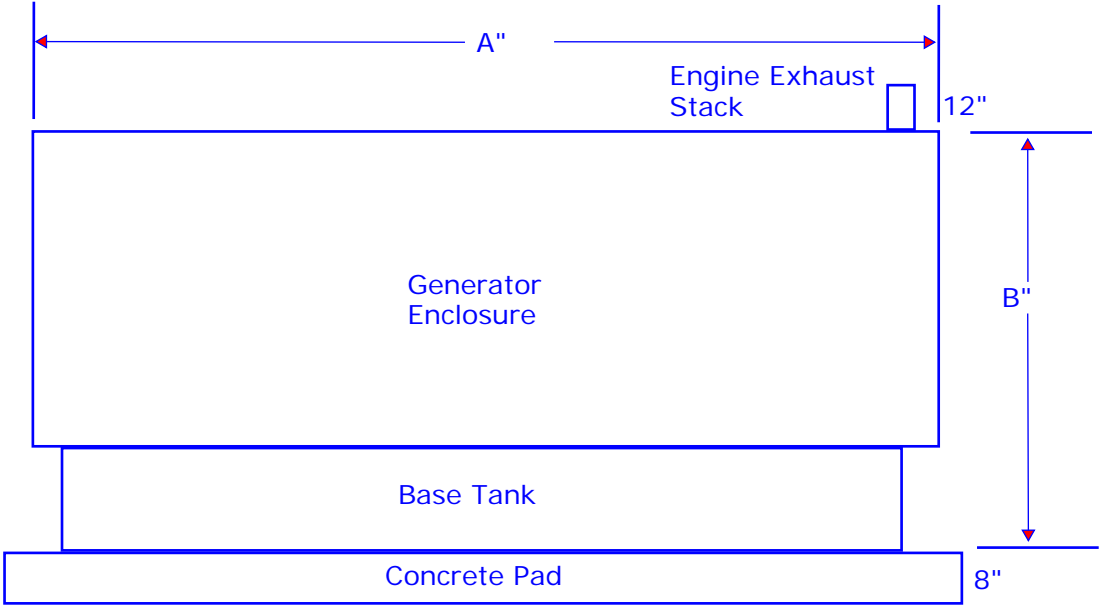 A"
Engine Exhaust
Stack
12"
Generator
Enclosure
B"
Base Tank
Concrete Pad
8"